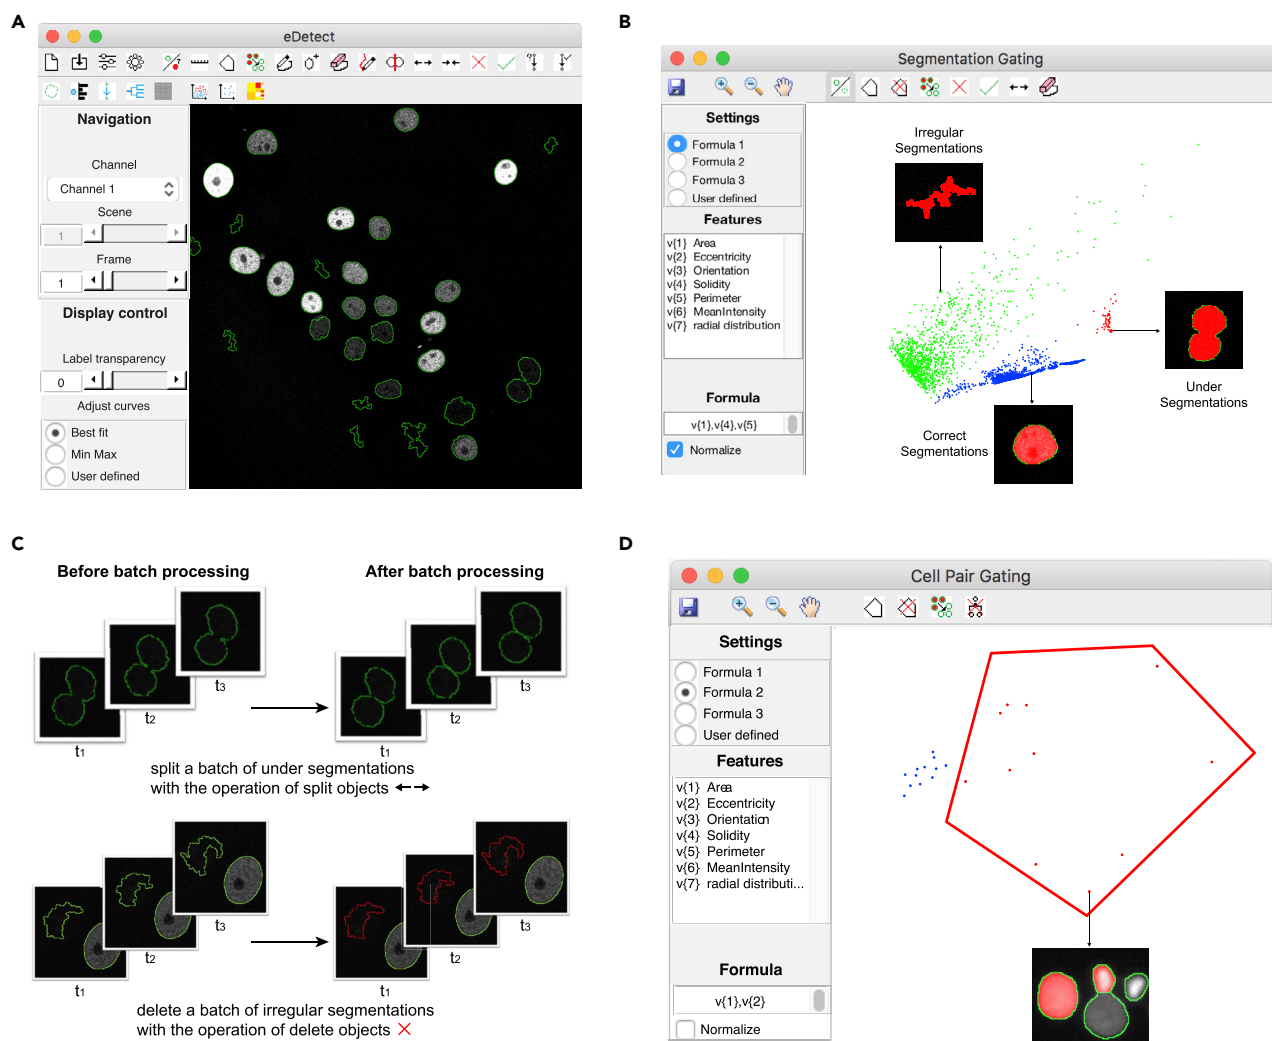 A
eDetect
Navigation
Channel
Channel 1
Scene
1
Frame
1
Display control
Label transparency
0
Adjust curves
Best fit
Min Max
User defined
B
Segmentation Gating
Settings
Formula 1
Formula 2
Formula 3
User defined
Features
v{1} Area
v{2} Eccentricity
v{3} Orientation
v{4} Solidity
v{5} Perimeter
v{6} MeanIntensity
v{7} radial distribution
Formula
v{1},v{4},v{5}
Normalize
Irregular
Segmentations
Under
Segmentations
Correct
Segmentations
C
Before batch processing
After batch processing
t1
t2
t3
t1
t2
t3
split a batch of under segmentations
with the operation of split objects
t1
t2
t3
t1
t2
t3
delete a batch of irregular segmentations
with the operation of delete objects
D
Cell Pair Gating
Settings
Formula 1
Formula 2
Formula 3
User defined
Features
v{1} Area
v{2} Eccentricity
v{3} Orientation
v{4} Solidity
v{5} Perimeter
v{6} MeanIntensity
v{7} radial distributi...
Formula
v{1},v{2}
Normalize